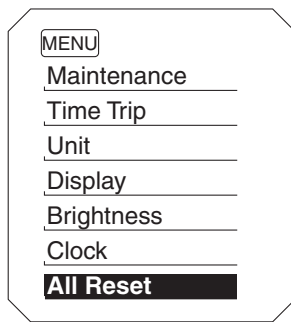 MENU
Maintenance
Time Trip
Unit
Display
Brightness
Clock
All Reset